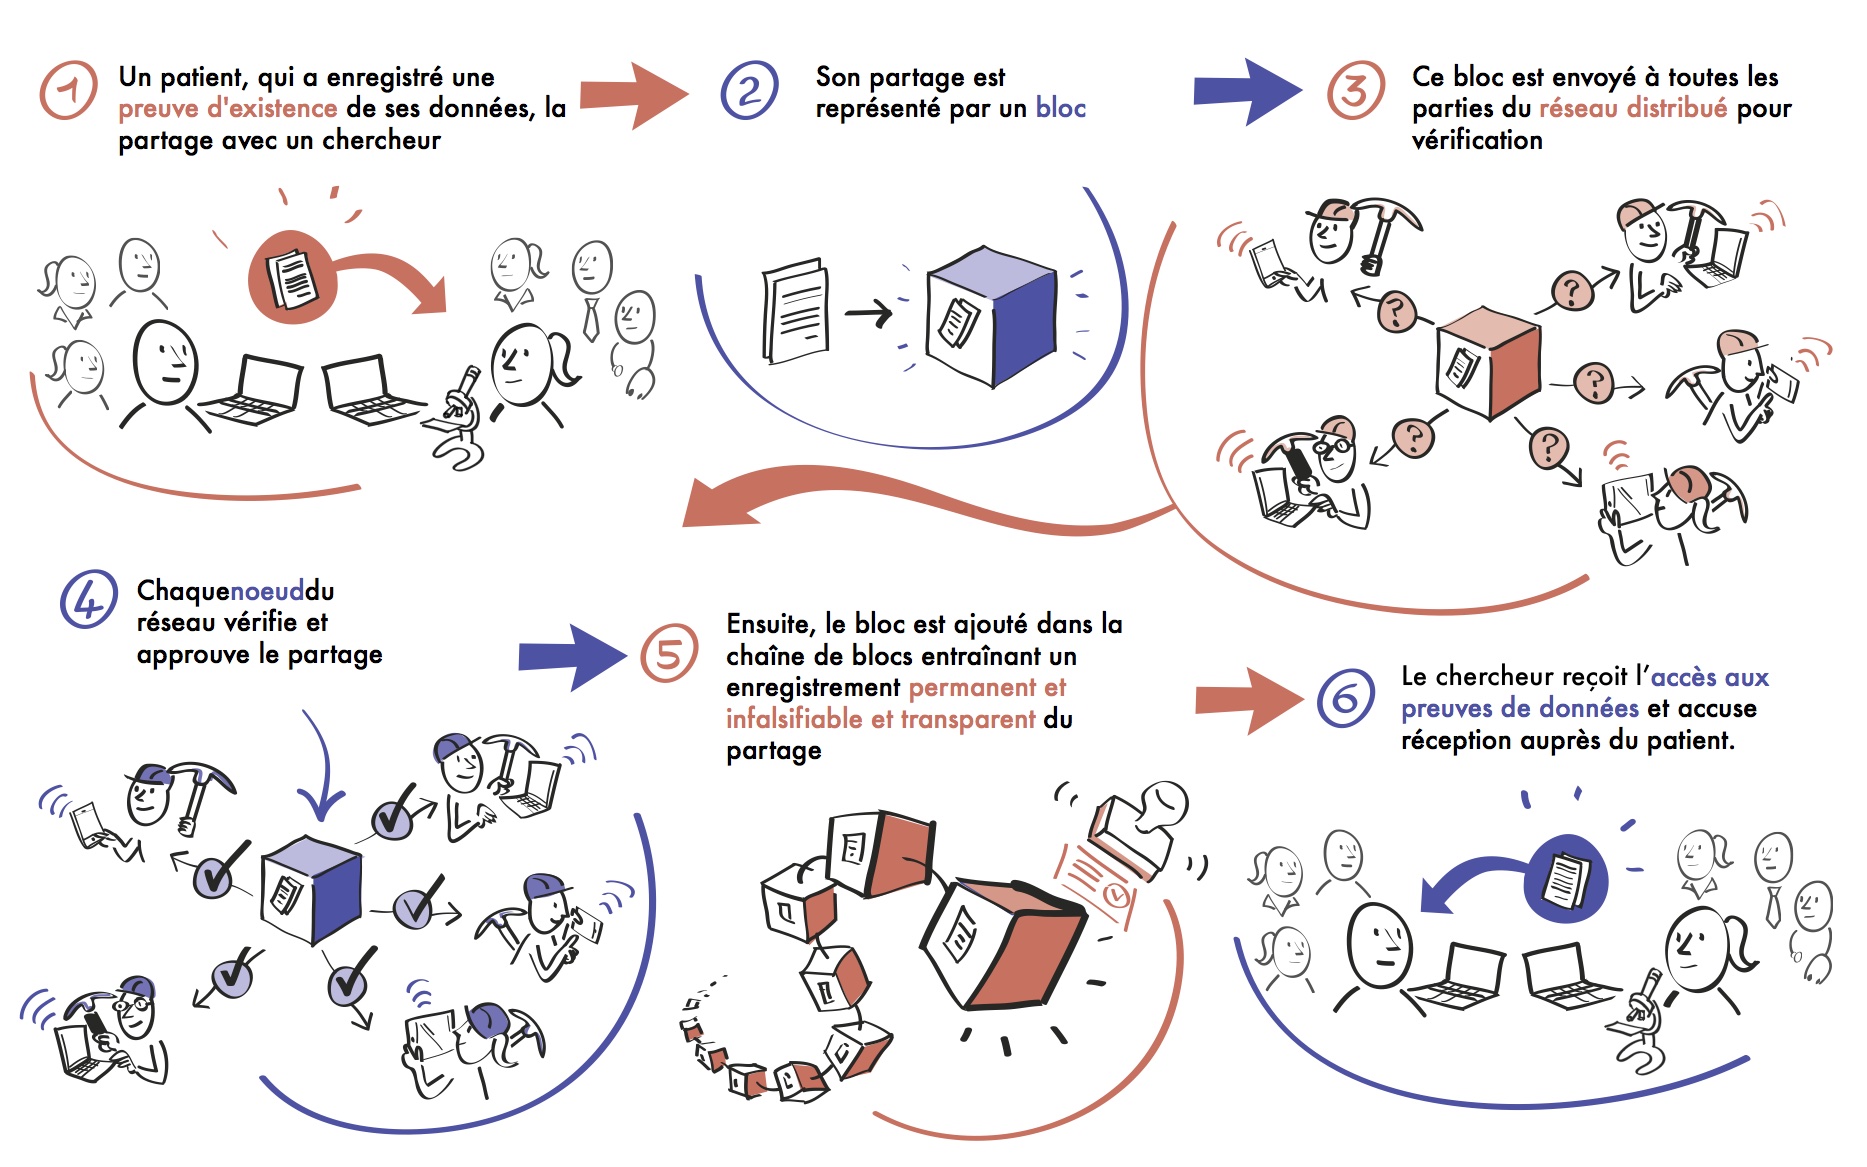 1
Un patient, qui a enregistré une
preuve d'existence de ses données, la
partage avec un chercheur
2
Son partage est
représenté par un bloc
3
Ce bloc est envoyé à toutes les
parties du réseau distribué pour
vérification
?
?
?
?
?
4
Chaquenoeuddu
réseau vérifie et
approuve le partage
5
Ensuite, le bloc est ajouté dans la
chaîne de blocs entraînant un
enregistrement permanent et
infalsifiable et transparent du
partage
6
Le chercheur reçoit l’accès aux
preuves de données et accuse
réception auprès du patient.